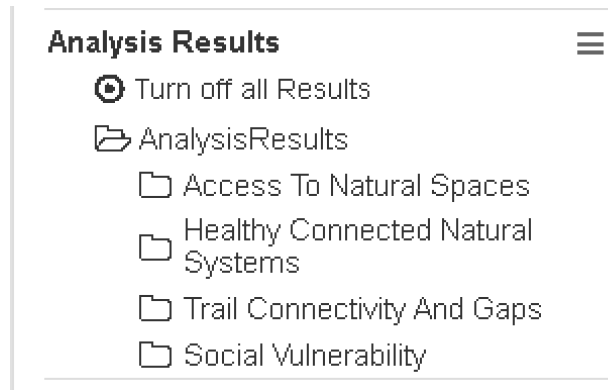 Analysis Results
Turn off all Results
AnalysisResults
Access To Natural Spaces
Healthy Connected Natural
Systems
Trail Connectivity And Gaps
Social Vulnerability